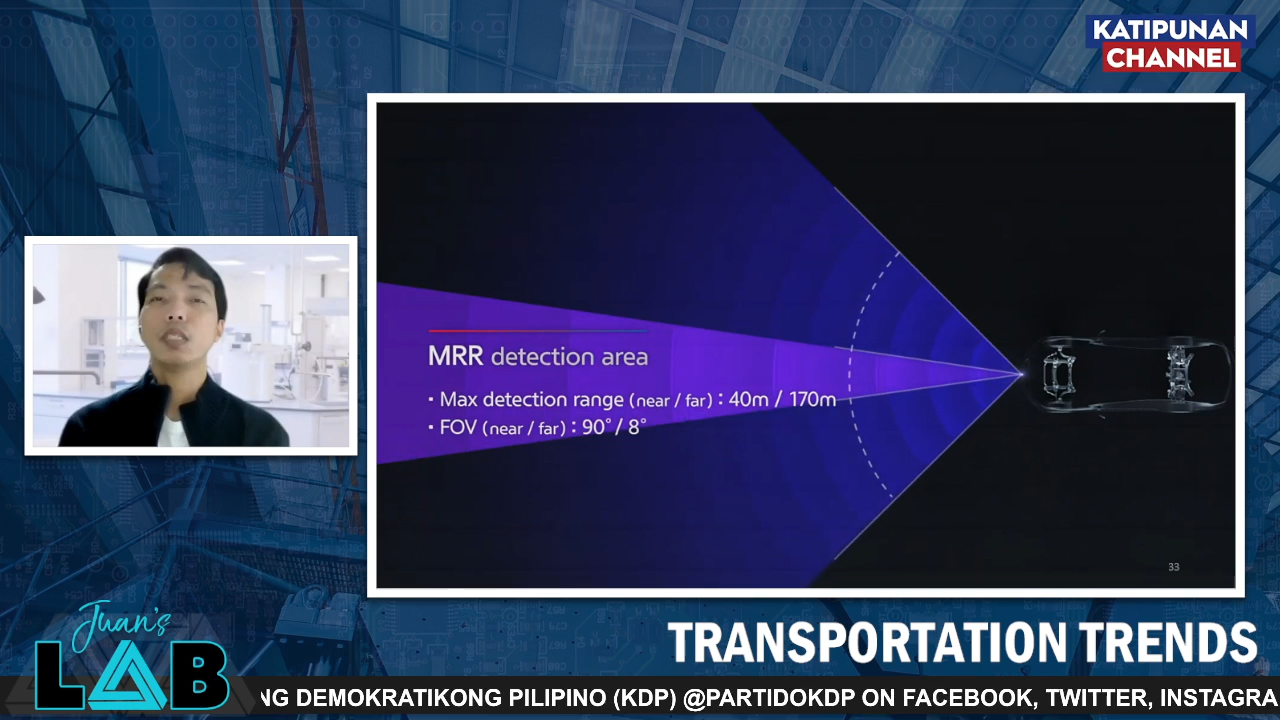 KATIPUNAN
CHANNEL
MRR detection area
▪ Max detection range (near / far) : 40m / 170m
▪ FOV (near / far) : 90° / 8°
33
Juan's
LAB
TRANSPORTATION TRENDS
NG DEMOKRATIKONG PILIPINO (KDP) @PARTIDOKDP ON FACEBOOK, TWITTER, INSTAGRA